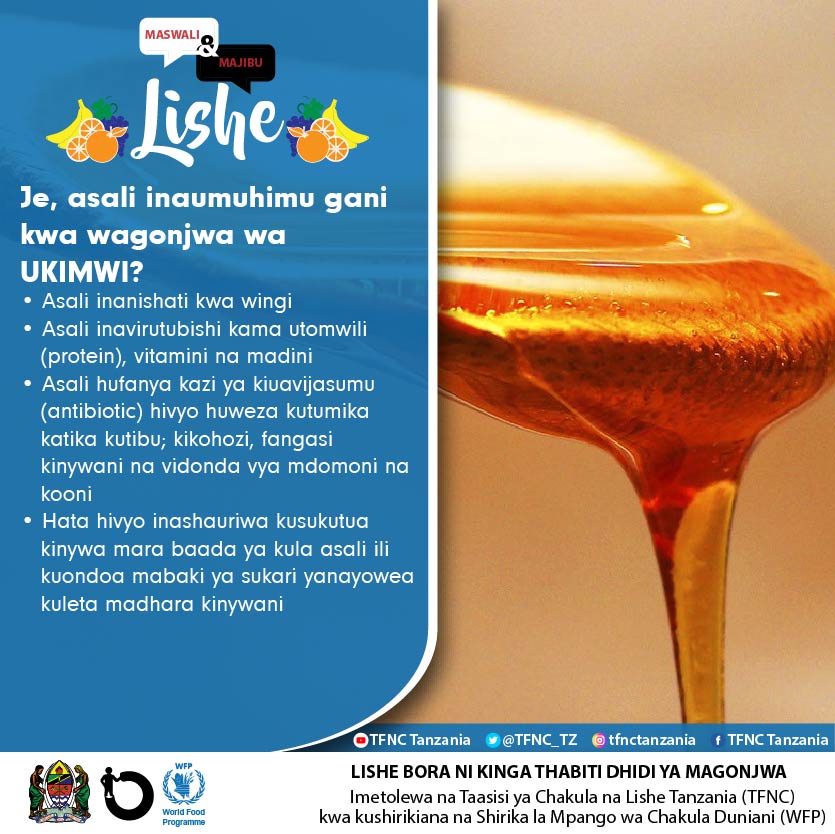 MASWALI
&
MAJIBU
Lishe
Je, asali inaumuhimu gani
kwa wagonjwa wa
UKIMWI?
• Asali inanishati kwa wingi
• Asali inavirutubishi kama utomwili
(protein), vitamini na madini
• Asali hufanya kazi ya kiuavijasumu
(antibiotic) hivyo huweza kutumika
katika kutibu; kikohozi, fangasi
kinywani na vidonda vya mdomoni na
kooni
• Hata hivyo inashauriwa kusukutua
kinywa mara baada ya kula asali ili
kuondoa mabaki ya sukari yanayowea
kuleta madhara kinywani
TFNC Tanzania @TFNC_TZ tfnctanzania TFNC Tanzania
WFP
World Food
Programme
LISHE BORA NI KINGA THABITI DHIDI YA MAGONJWA
Imetolewa na Taasisi ya Chakula na Lishe Tanzania (TFNC)
kwa kushirikiana na Shirika la Mpango wa Chakula Duniani (WFP)